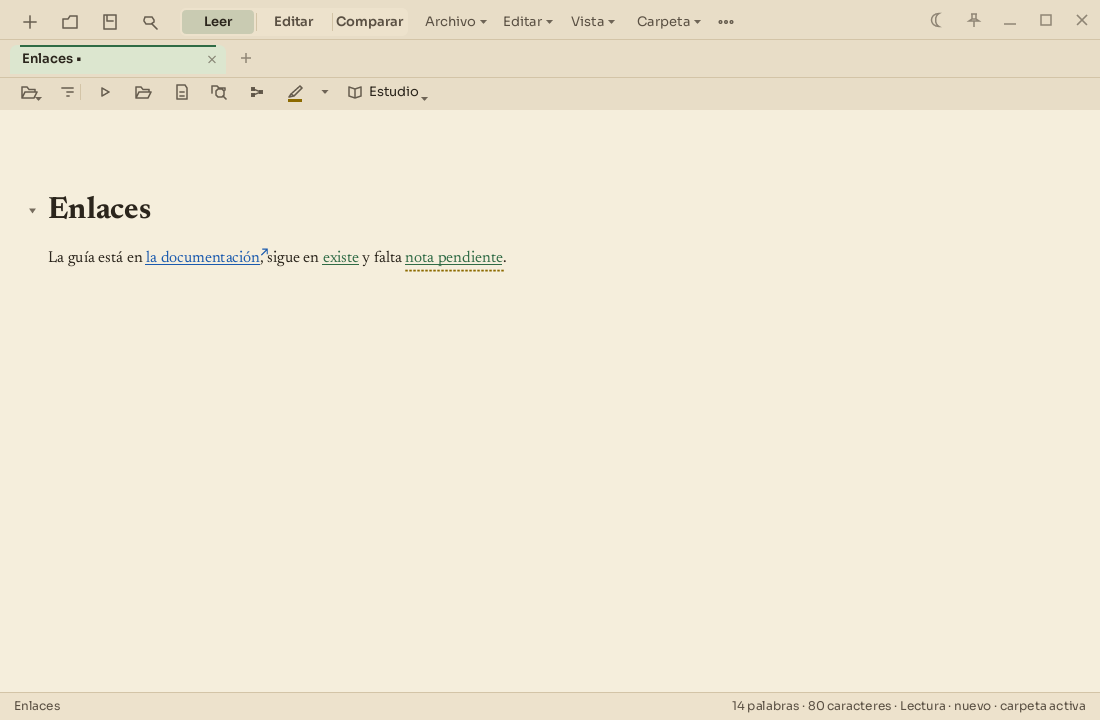 Leer Editar Comparar Archivo Editar Vista Carpeta
Enlaces
Estudio
Enlaces
La guía está en la documentación, sigue en existe y falta nota pendiente.
Enlaces
14 palabras · 80 caracteres · Lectura · nuevo · carpeta activa